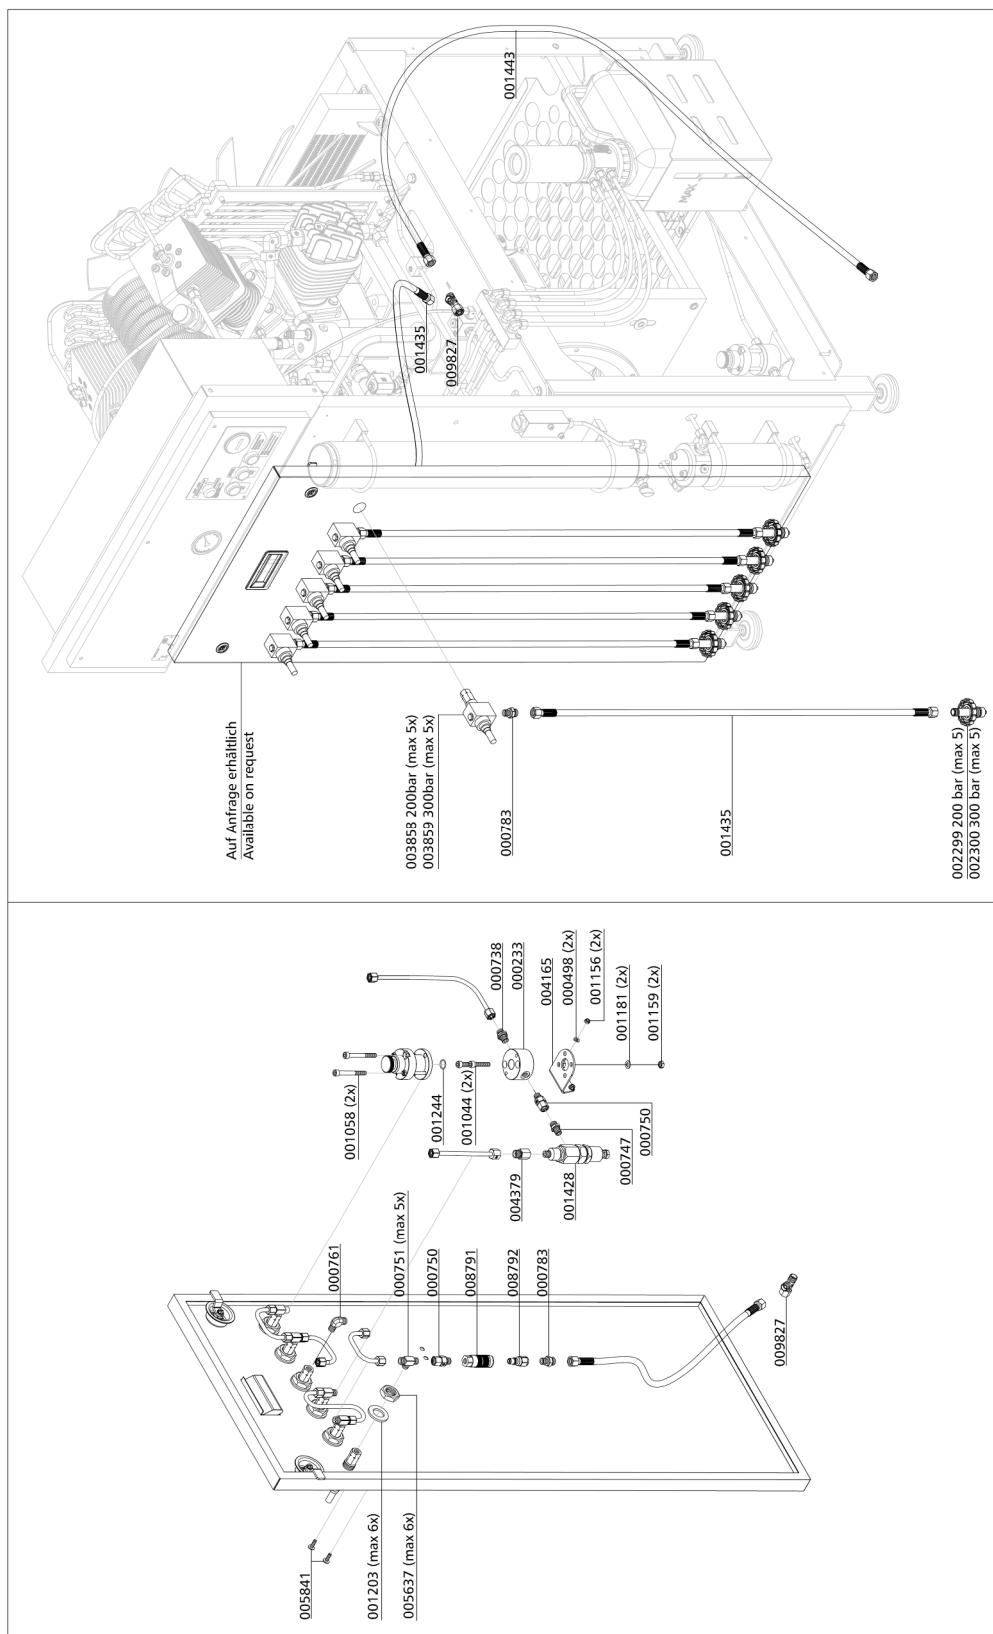 001443
001435
009827
Auf Anfrage erhältlich
Available on request
003858 200bar (max 5x)
003859 300bar (max 5x)
000783
001435
002299 200 bar (max 5)
002300 300 bar (max 5)
MAX
000738
000233
004165
000498 (2x)
001156 (2x)
001181 (2x)
001159 (2x)
001058 (2x)
001244
001044 (2x)
000750
000747
001428
004379
000761
000751 (max 5x)
000750
008791
008792
000783
009827
005841
001203 (max 6x)
005637 (max 6x)